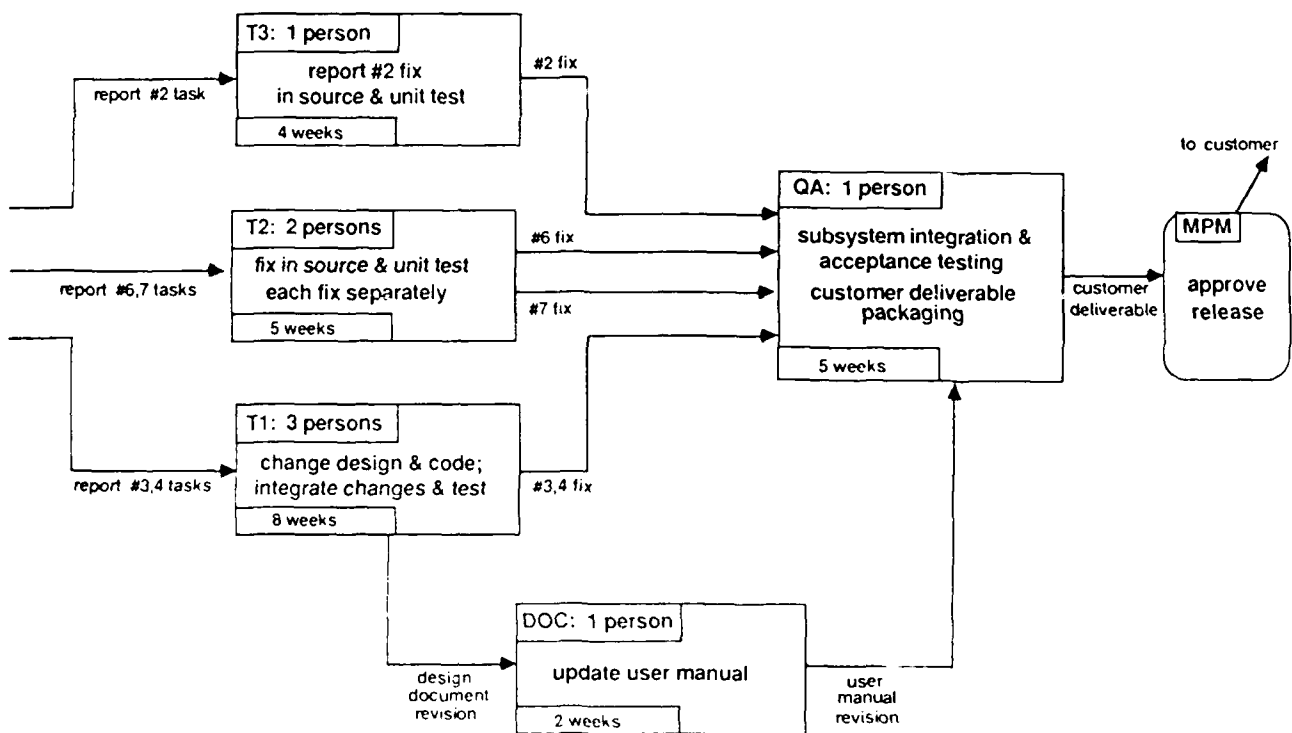 T3: 1 person
report #2 fix
in source & unit test
4 weeks
report #2 task
#2 fix
T2: 2 persons
fix in source & unit test
each fix separately
5 weeks
report #6,7 tasks
#6 fix
#7 fix
T1: 3 persons
change design & code;
integrate changes & test
8 weeks
report #3,4 tasks
#3,4 fix
QA: 1 person
subsystem integration &
acceptance testing
customer deliverable
packaging
5 weeks
customer
deliverable
to customer
MPM
approve
release
DOC: 1 person
update user manual
2 weeks
design
document
revision
user
manual
revision